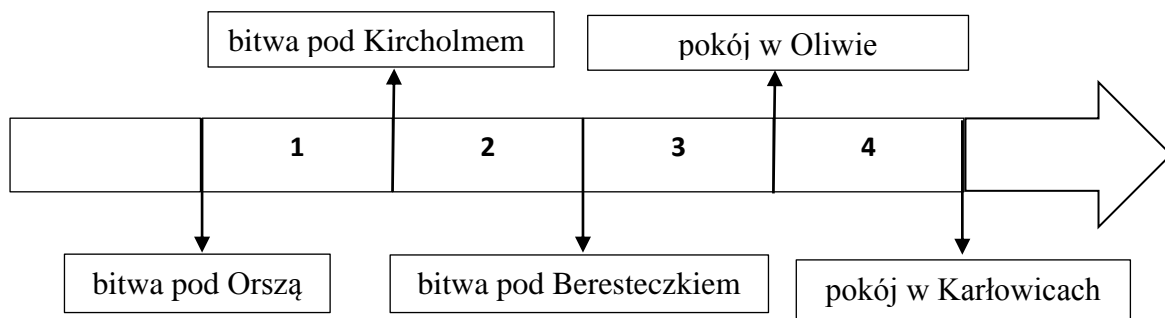 bitwa pod Kircholmem
pokój w Oliwie
1
2
3
4
bitwa pod Orszą
bitwa pod Beresteczkiem
pokój w Karłowicach